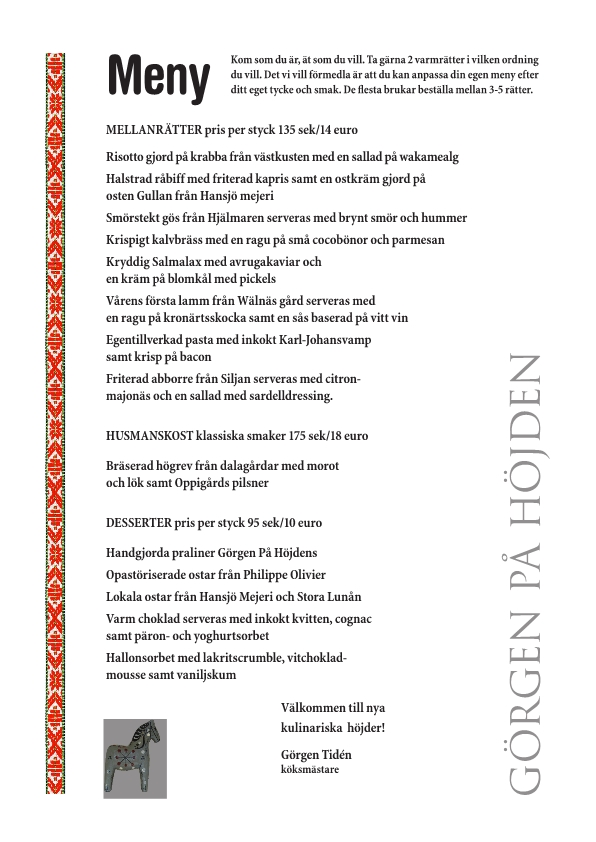 Meny
Kom som du är, ät som du vill. Ta gärna 2 varmrätter i vilken ordning
du vill. Det vi vill förmedla är att du kan anpassa din egen meny efter
ditt eget tycke och smak. De flesta brukar beställa mellan 3-5 rätter.
MELLANRÄTTER pris per styck 135 sek/14 euro
Risotto gjord på krabba från västkusten med en sallad på wakamealg
Halstrad råbiff med friterad kapris samt en ostkräm gjord på
osten Gullan från Hansjö mejeri
Smörstekt gös från Hjälmaren serveras med brynt smör och hummer
Krispigt kalvbräss med en ragu på små cocobönor och parmesan
Kryddig Salmalax med avrugakaviar och
en kräm på blomkål med pickels
Vårens första lamm från Wälnäs gård serveras med
en ragu på kronärtsskocka samt en sås baserad på vitt vin
Egentillverkad pasta med inkokt Karl-Johansvamp
samt krisp på bacon
Friterad abborre från Siljan serveras med citron-
majonäs och en sallad med sardelldressing.
HUSMANSKOST klassiska smaker 175 sek/18 euro
Bräserad högrev från dalagårdar med morot
och lök samt Oppigårds pilsner
DESSERTER pris per styck 95 sek/10 euro
Handgjorda praliner Görgen På Höjdens
Opastöriserade ostar från Philippe Olivier
Lokala ostar från Hansjö Mejeri och Stora Lunån
Varm choklad serveras med inkokt kvitten, cognac
samt päron- och yoghurtsorbet
Hallonsorbet med lakritscrumble, vitchoklad-
mousse samt vaniljskum
Välkommen till nya
kulinariska höjder!
Görgen Tidén
köksmästare
GÖRGEN PÅ HÖJDEN